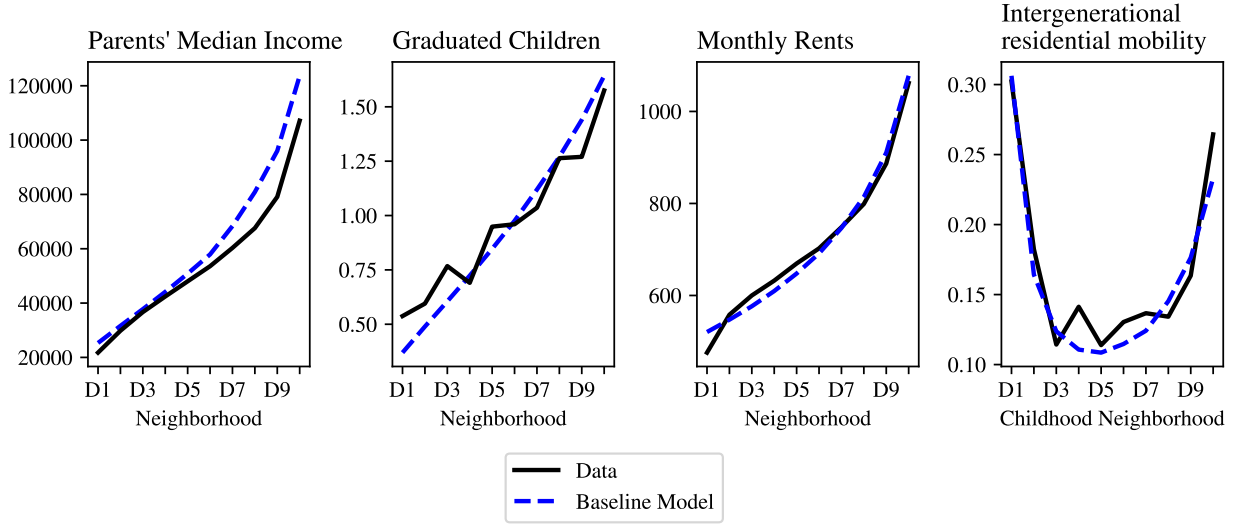 Parents' Median Income
120000
100000
80000
60000
40000
20000
D1 D3 D5 D7 D9
Neighborhood
Graduated Children
1.50
1.25
1.00
0.75
0.50
D1 D3 D5 D7 D9
Neighborhood
Monthly Rents
1000
800
600
D1 D3 D5 D7 D9
Neighborhood
Intergenerational
residential mobility
0.30
0.25
0.20
0.15
0.10
D1 D3 D5 D7 D9
Childhood Neighborhood
Data
Baseline Model